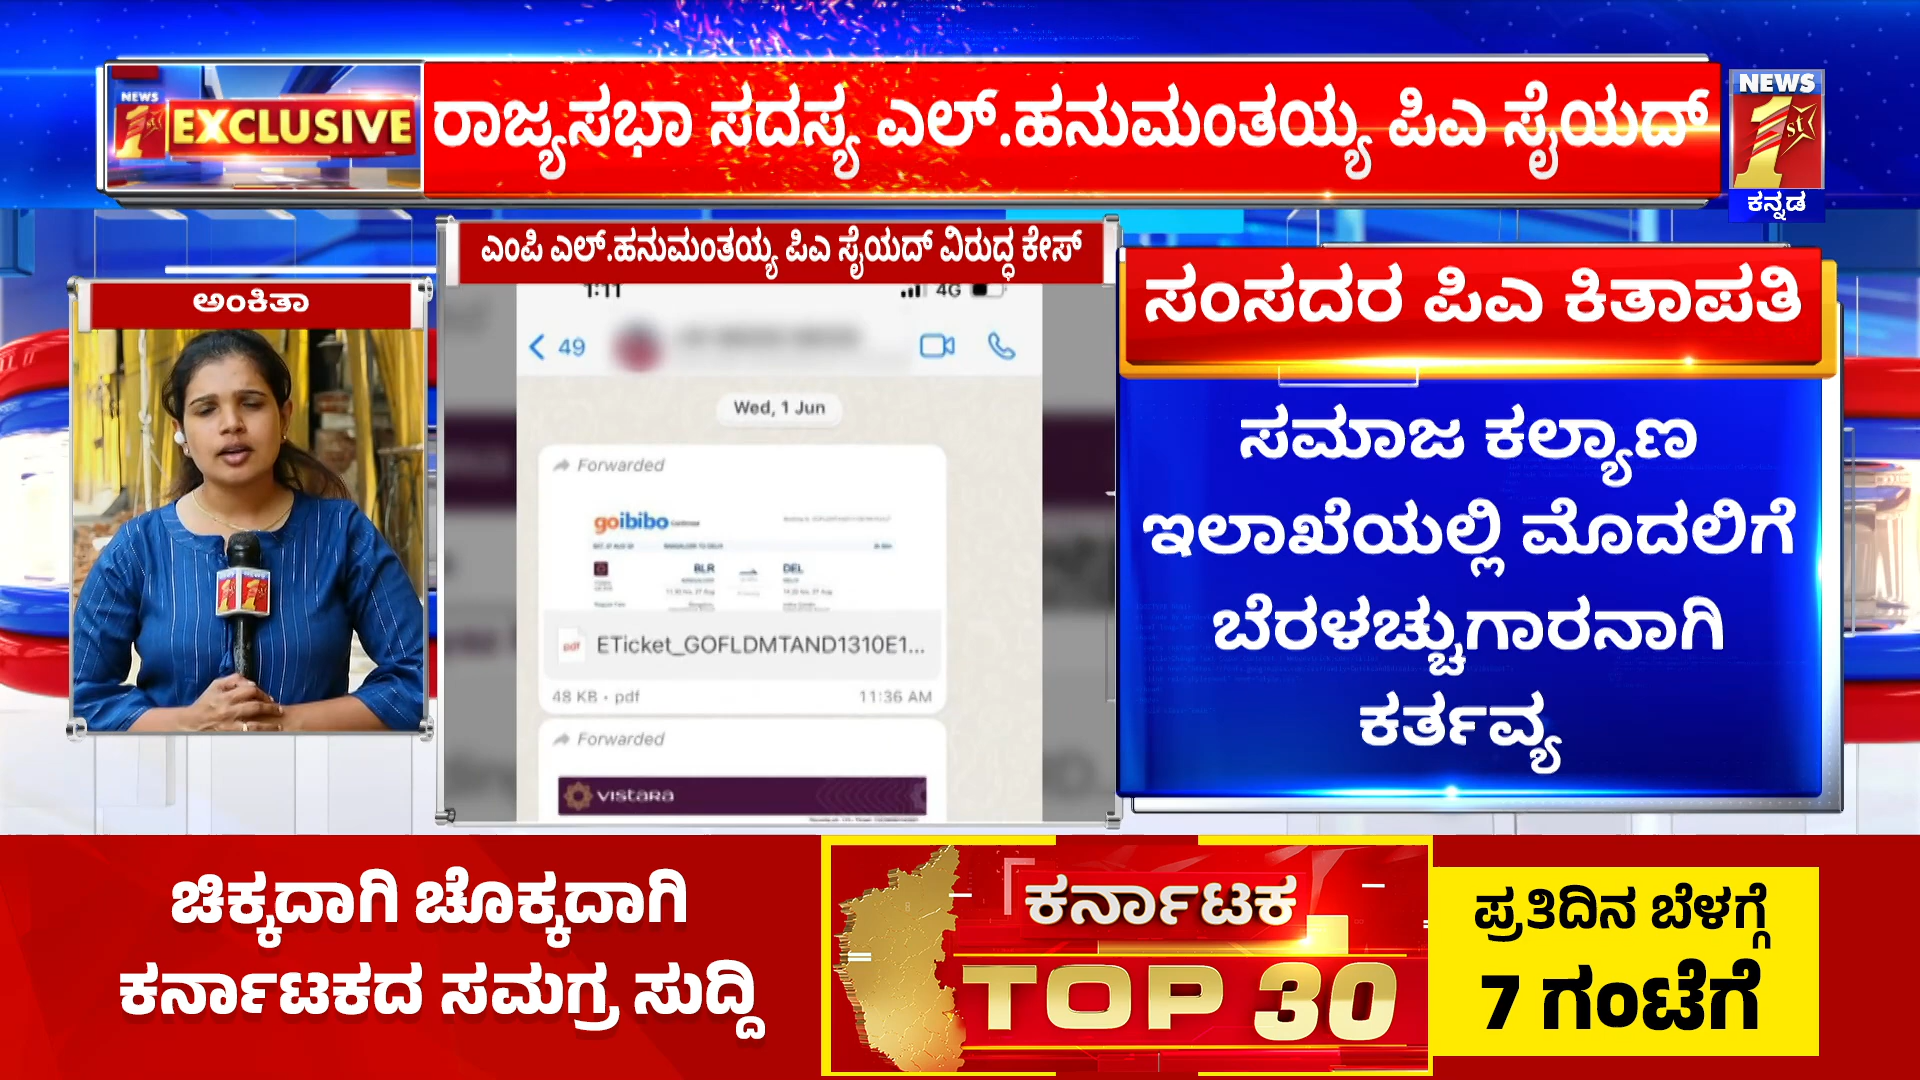 NEWS
1st
EXCLUSIVE
ರಾಜ್ಯಸಭಾ ಸದಸ್ಯ ಎಲ್.ಹನುಮಂತಯ್ಯ ಪಿಎ ಸೈಯದ್
NEWS
1st
ಕನ್ನಡ
ಅಂಕಿತಾ
ಎಂಪಿ ಎಲ್.ಹನುಮಂತಯ್ಯ ಪಿಎ ಸೈಯದ್ ವಿರುದ್ಧ ಕೇಸ್
1:11
4G
49
Wed, 1 Jun
Forwarded
goibibo
BLR
DEL
pdf
ETicket_GOFLDMTAND1310E1...
48 KB • pdf
11:36 AM
Forwarded
VISTARA
ಸಂಸದರ ಪಿಎ ಕಿತಾಪತಿ
ಸಮಾಜ ಕಲ್ಯಾಣ
ಇಲಾಖೆಯಲ್ಲಿ ಮೊದಲಿಗೆ
ಬೆರಳಚ್ಚುಗಾರನಾಗಿ
ಕರ್ತವ್ಯ
ಚಿಕ್ಕದಾಗಿ ಚೊಕ್ಕದಾಗಿ
ಕರ್ನಾಟಕದ ಸಮಗ್ರ ಸುದ್ದಿ
ಕರ್ನಾಟಕ
TOP 30
ಪ್ರತಿದಿನ ಬೆಳಗ್ಗೆ
7 ಗಂಟೆಗೆ